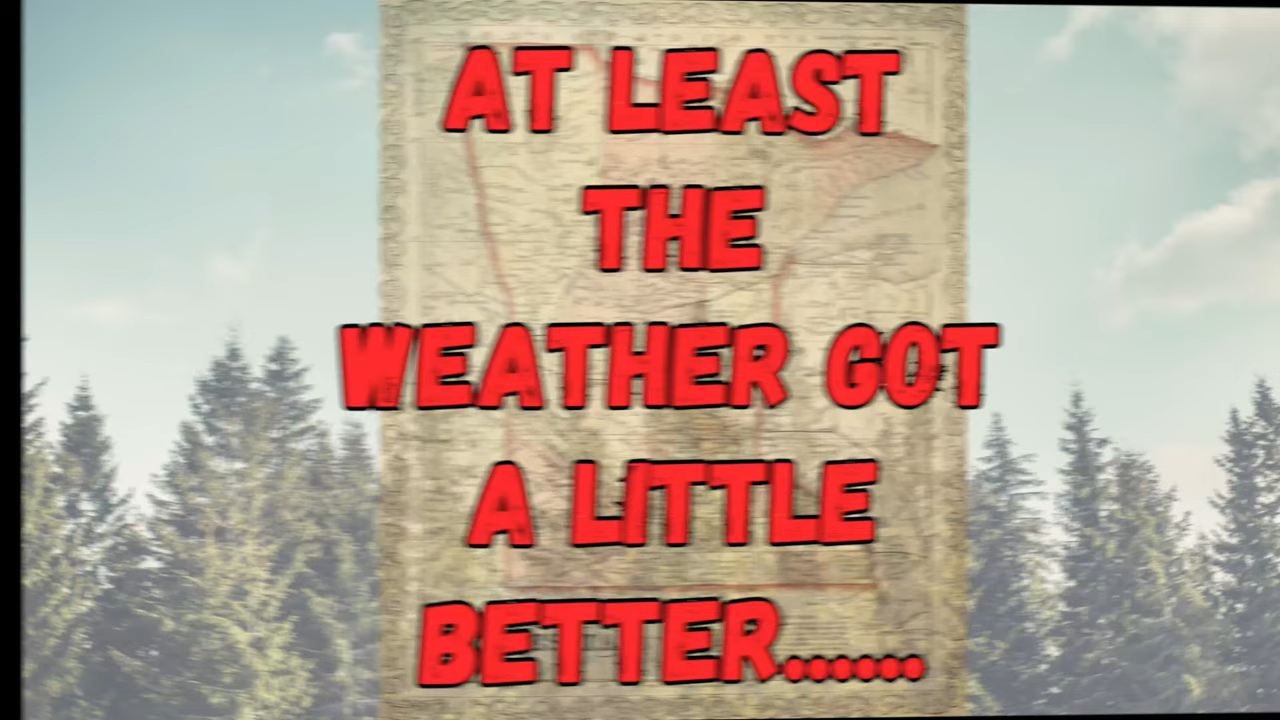 AT LEAST
THE
WEATHER GOT
A LITTLE
BETTER.......